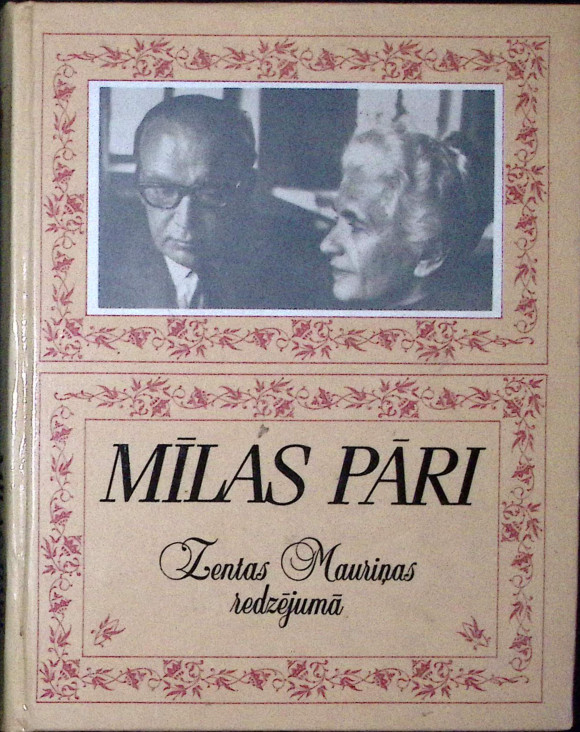 MĪLAS PĀRI
Zentas Mauriņas
redzējumā